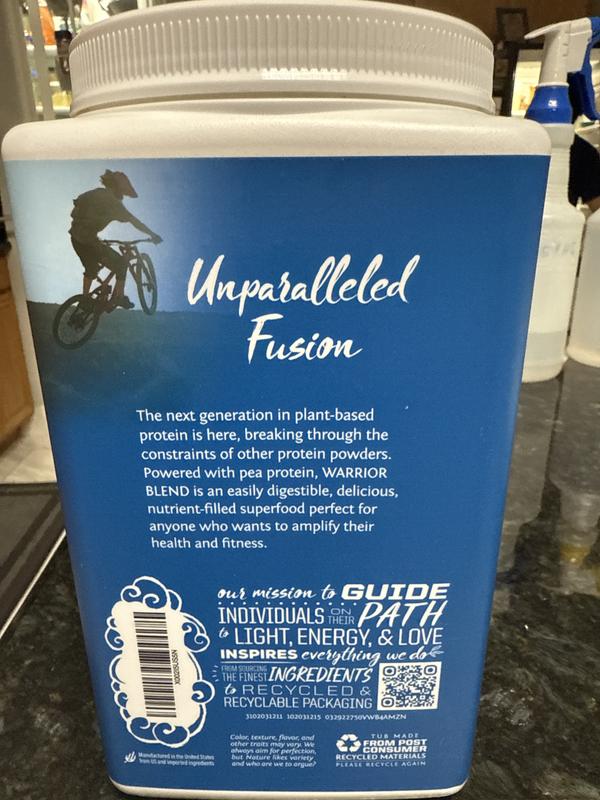 Unparalleled
Fusion
The next generation in plant-based
protein is here, breaking through the
constraints of other protein powders.
Powered with pea protein, WARRIOR
BLEND is an easily digestible, delicious,
nutrient-filled superfood perfect for
anyone who wants to amplify their
health and fitness.
our mission to GUIDE
INDIVIDUALS ON THEIR PATH
to LIGHT, ENERGY, & LOVE
INSPIRES everything we do
FROM SOURCING
THE FINEST INGREDIENTS
to RECYCLED &
RECYCLABLE PACKAGING
3102031211 102031215 032922750VWB4AMZN
Manufactured in the United States
from US and imported ingredients
Color, texture, flavor, and
other traits may vary. We
always aim for perfection,
but Nature likes variety
and who are we to argue?
TUB MADE
FROM POST
CONSUMER
RECYCLED MATERIALS
PLEASE RECYCLE AGAIN